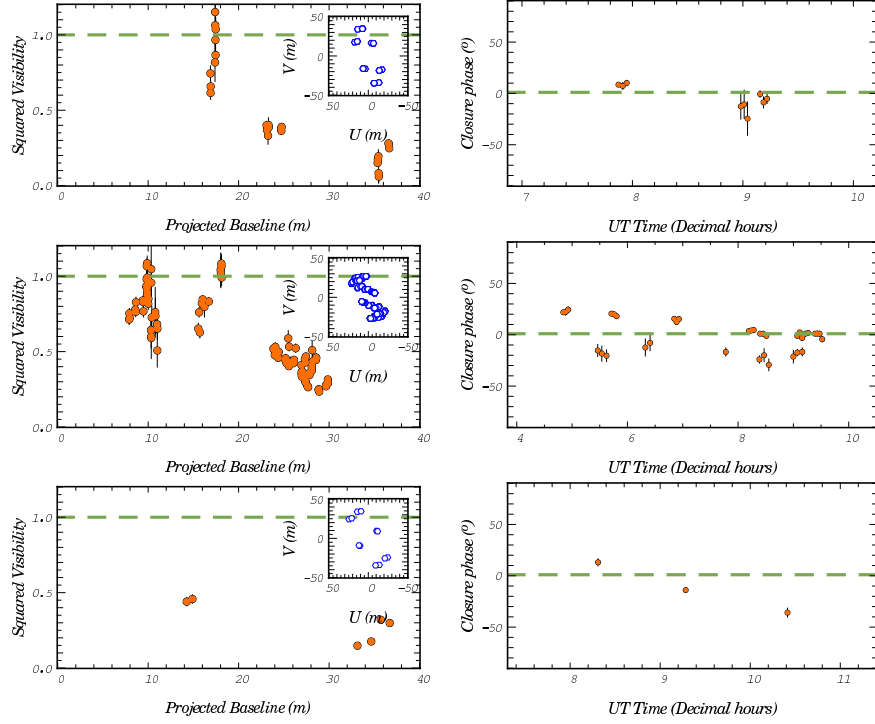 Squared Visibility
1.0
0.5
0.0
0 10 20 30 40
Projected Baseline (m)
V (m)
50
0
−50
50 0 −50
U (m)
Closure phase (º)
50
0
−50
7 8 9 10
UT Time (Decimal hours)
Squared Visibility
1.0
0.5
0.0
0 10 20 30 40
Projected Baseline (m)
V (m)
50
0
−50
50 0 −50
U (m)
Closure phase (º)
50
0
−50
4 6 8 10
UT Time (Decimal hours)
Squared Visibility
1.0
0.5
0.0
0 10 20 30 40
Projected Baseline (m)
V (m)
50
0
−50
50 0 −50
U (m)
Closure phase (º)
50
0
−50
8 9 10 11
UT Time (Decimal hours)